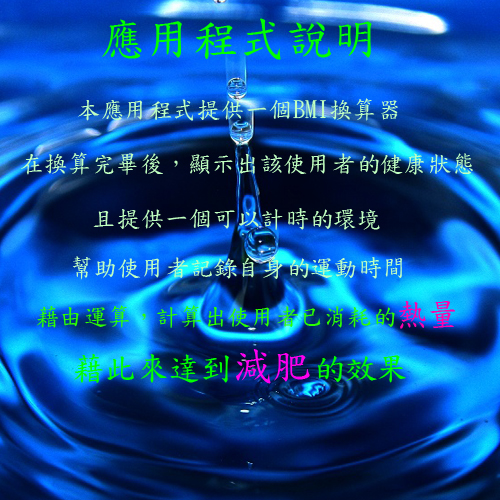 應用程式說明
本應用程式提供一個BMI換算器
在換算完畢後，顯示出該使用者的健康狀態
且提供一個可以計時的環境
幫助使用者記錄自身的運動時間
藉由運算，計算出使用者已消耗的熱量
藉此來達到減肥的效果